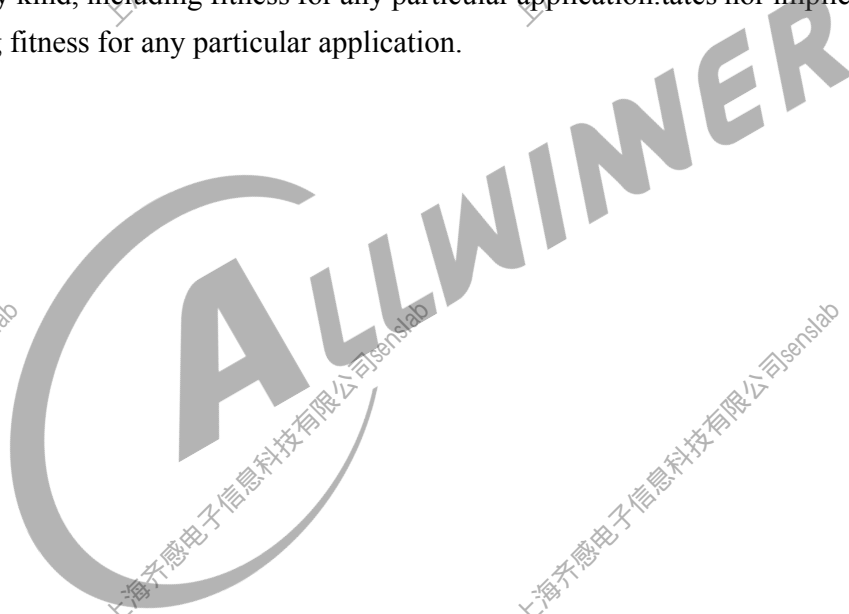 y kind, including fitness for any particular application.tates nor implie
g fitness for any particular application.
ALLWINNER
上海齐感电子信息科技有限公司senslab
上海齐感电子信息科技有限公司senslab